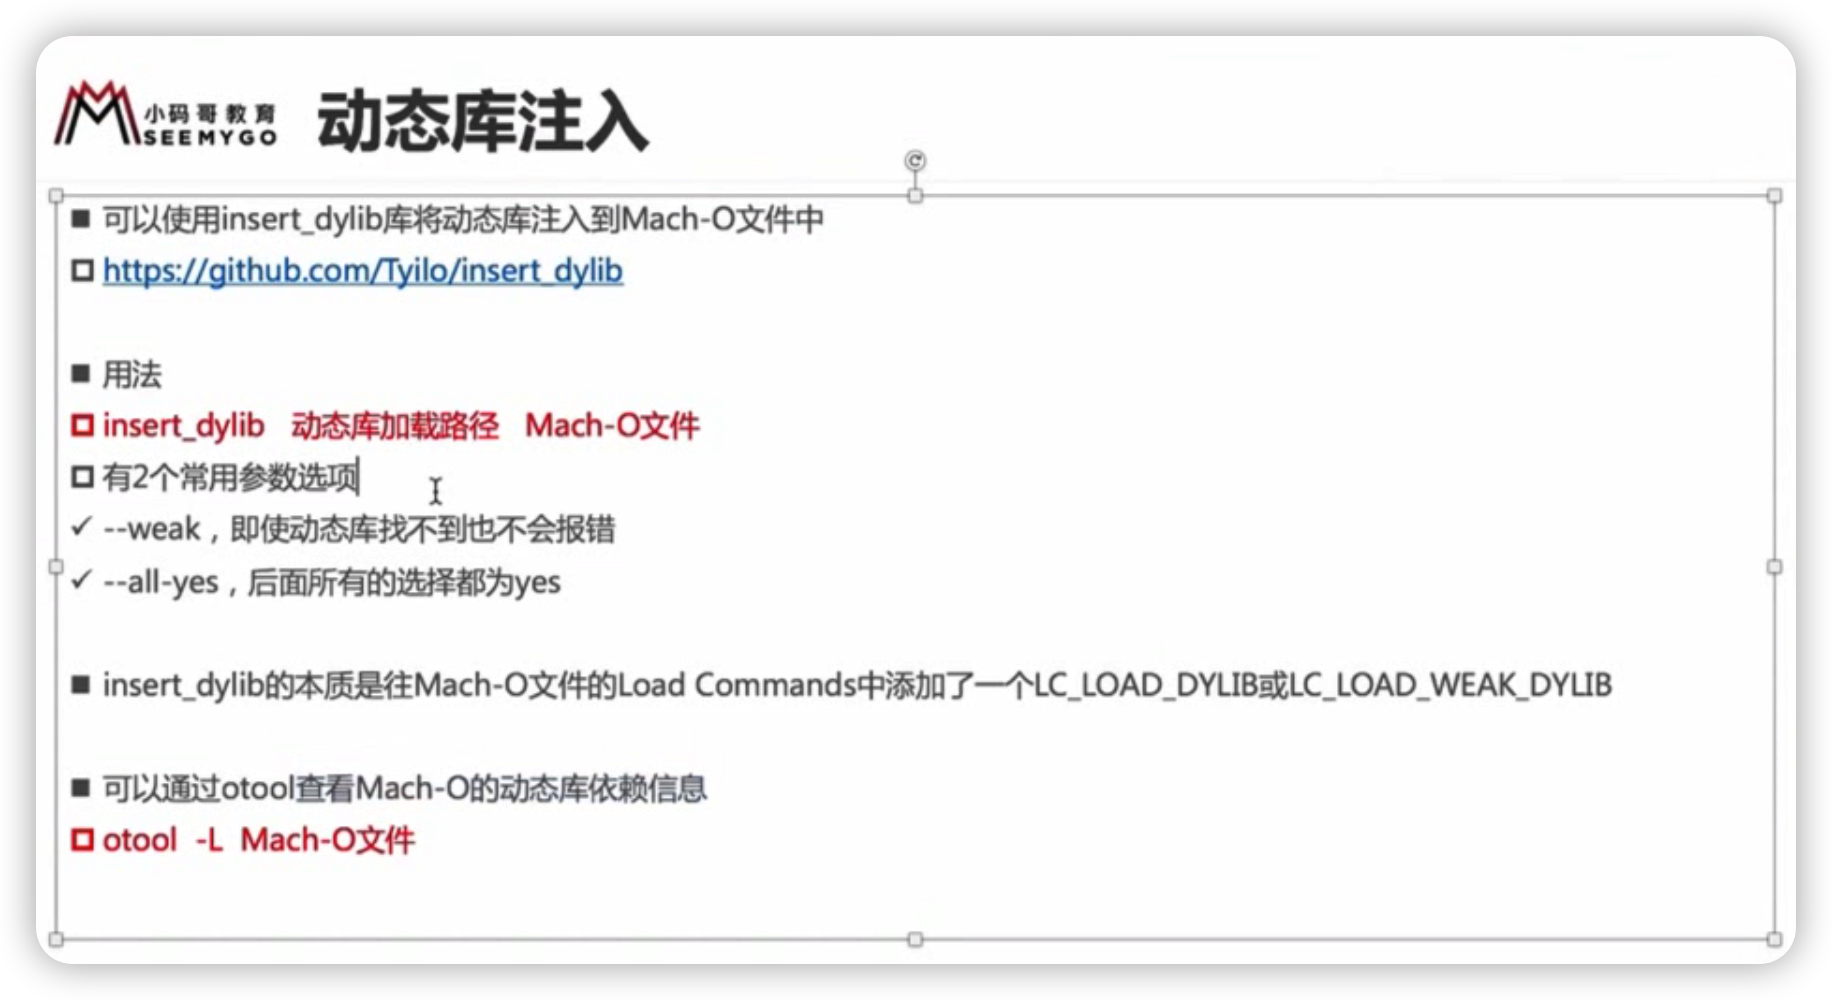 小码哥教育
SEEMYGO
动态库注入
可以使用insert_dylib库将动态库注入到Mach-O文件中
https://github.com/Tyilo/insert_dylib
用法
insert_dylib 动态库加载路径 Mach-O文件
有2个常用参数选项
--weak，即使动态库找不到也不会报错
--all-yes，后面所有的选择都为yes
insert_dylib的本质是往Mach-O文件的Load Commands中添加了一个LC_LOAD_DYLIB或LC_LOAD_WEAK_DYLIB
可以通过otool查看Mach-O的动态库依赖信息
otool -L Mach-O文件